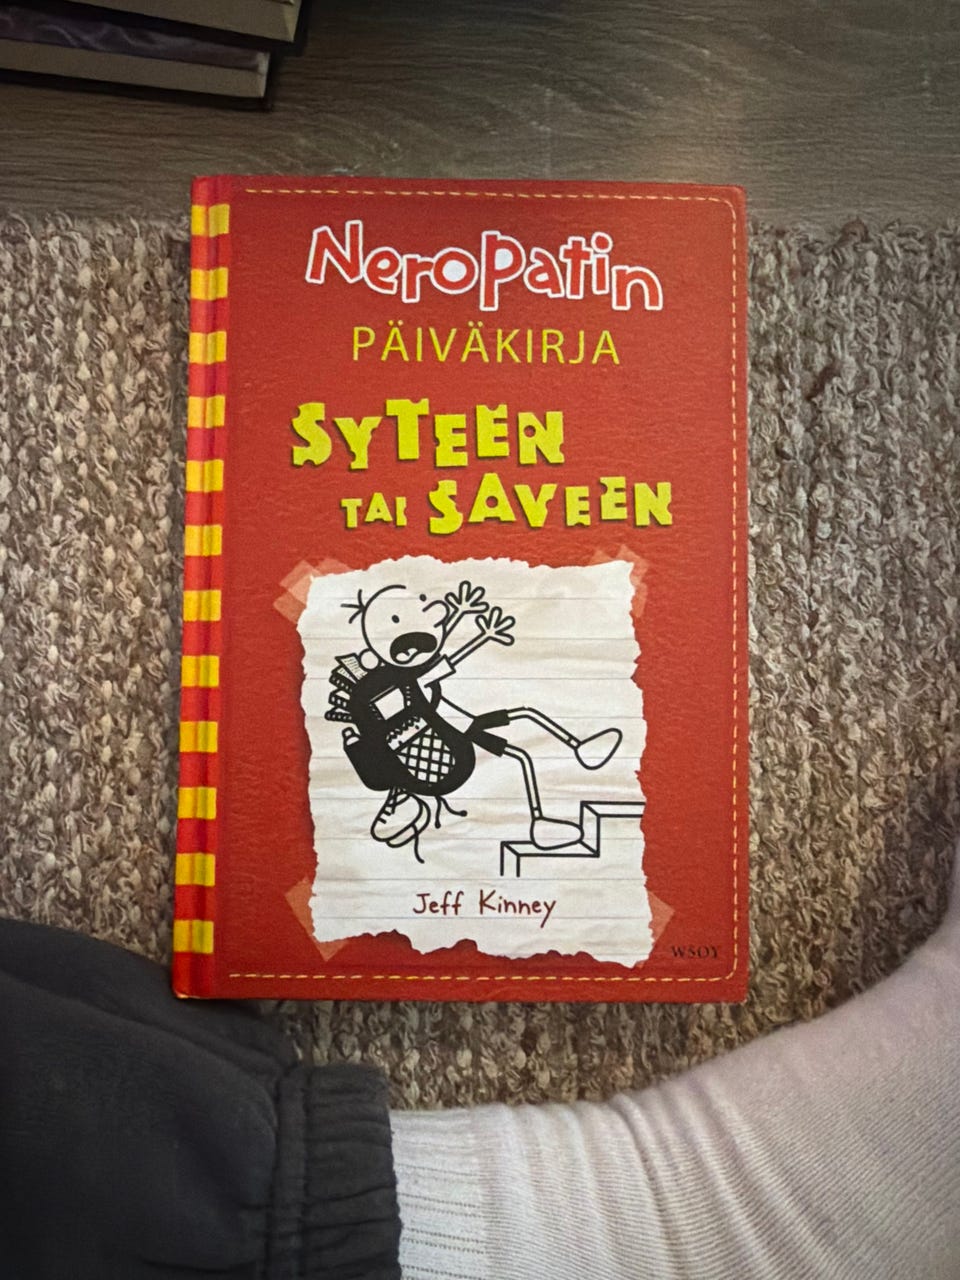 Neropatin
PÄIVÄKIRJA
SYTEEN
TAI SAVEEN
Jeff Kinney
WSOY